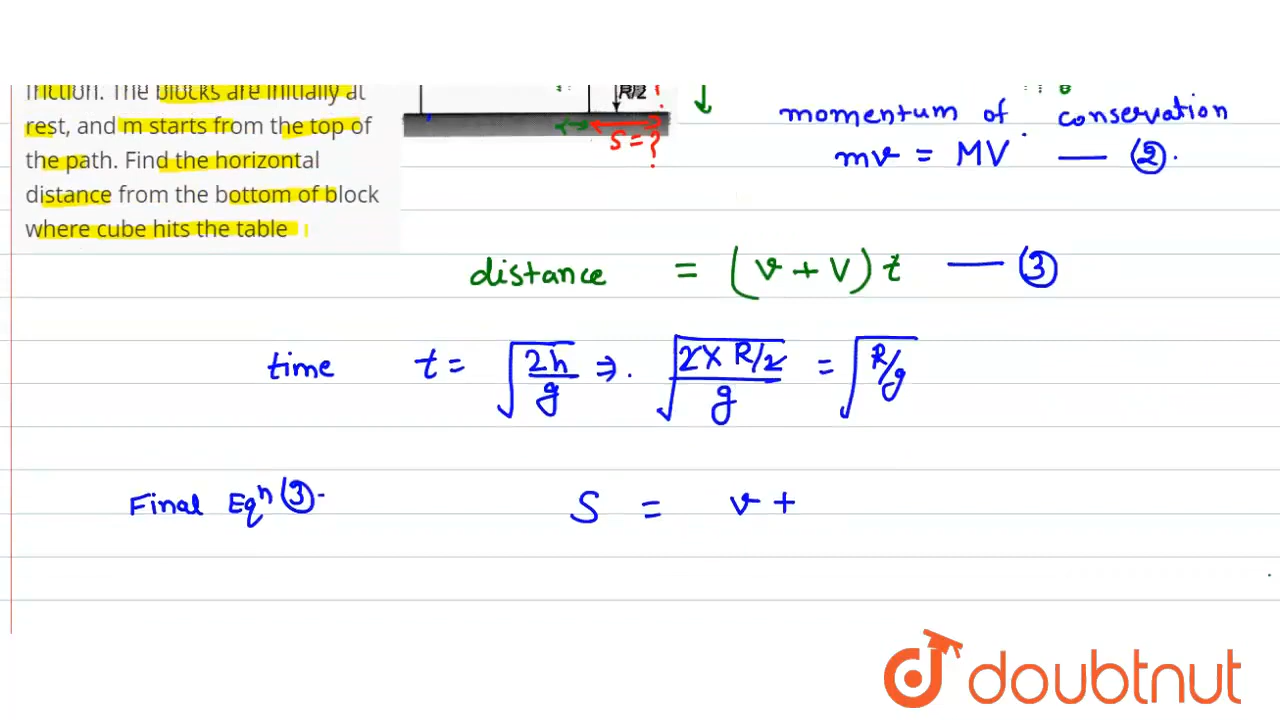 friction. The blocks are initially at
rest, and m starts from the top of
the path. Find the horizontal
distance from the bottom of block
where cube hits the table
R/2
S = ?
momentum of conservation
mv = MV — (2).
distance = (v + V) t — (3)
time t = √(2h/g) ⇒ √(2 × R/2 / g) = √(R/g)
Final Eqⁿ (3). S = v +
doubtnut